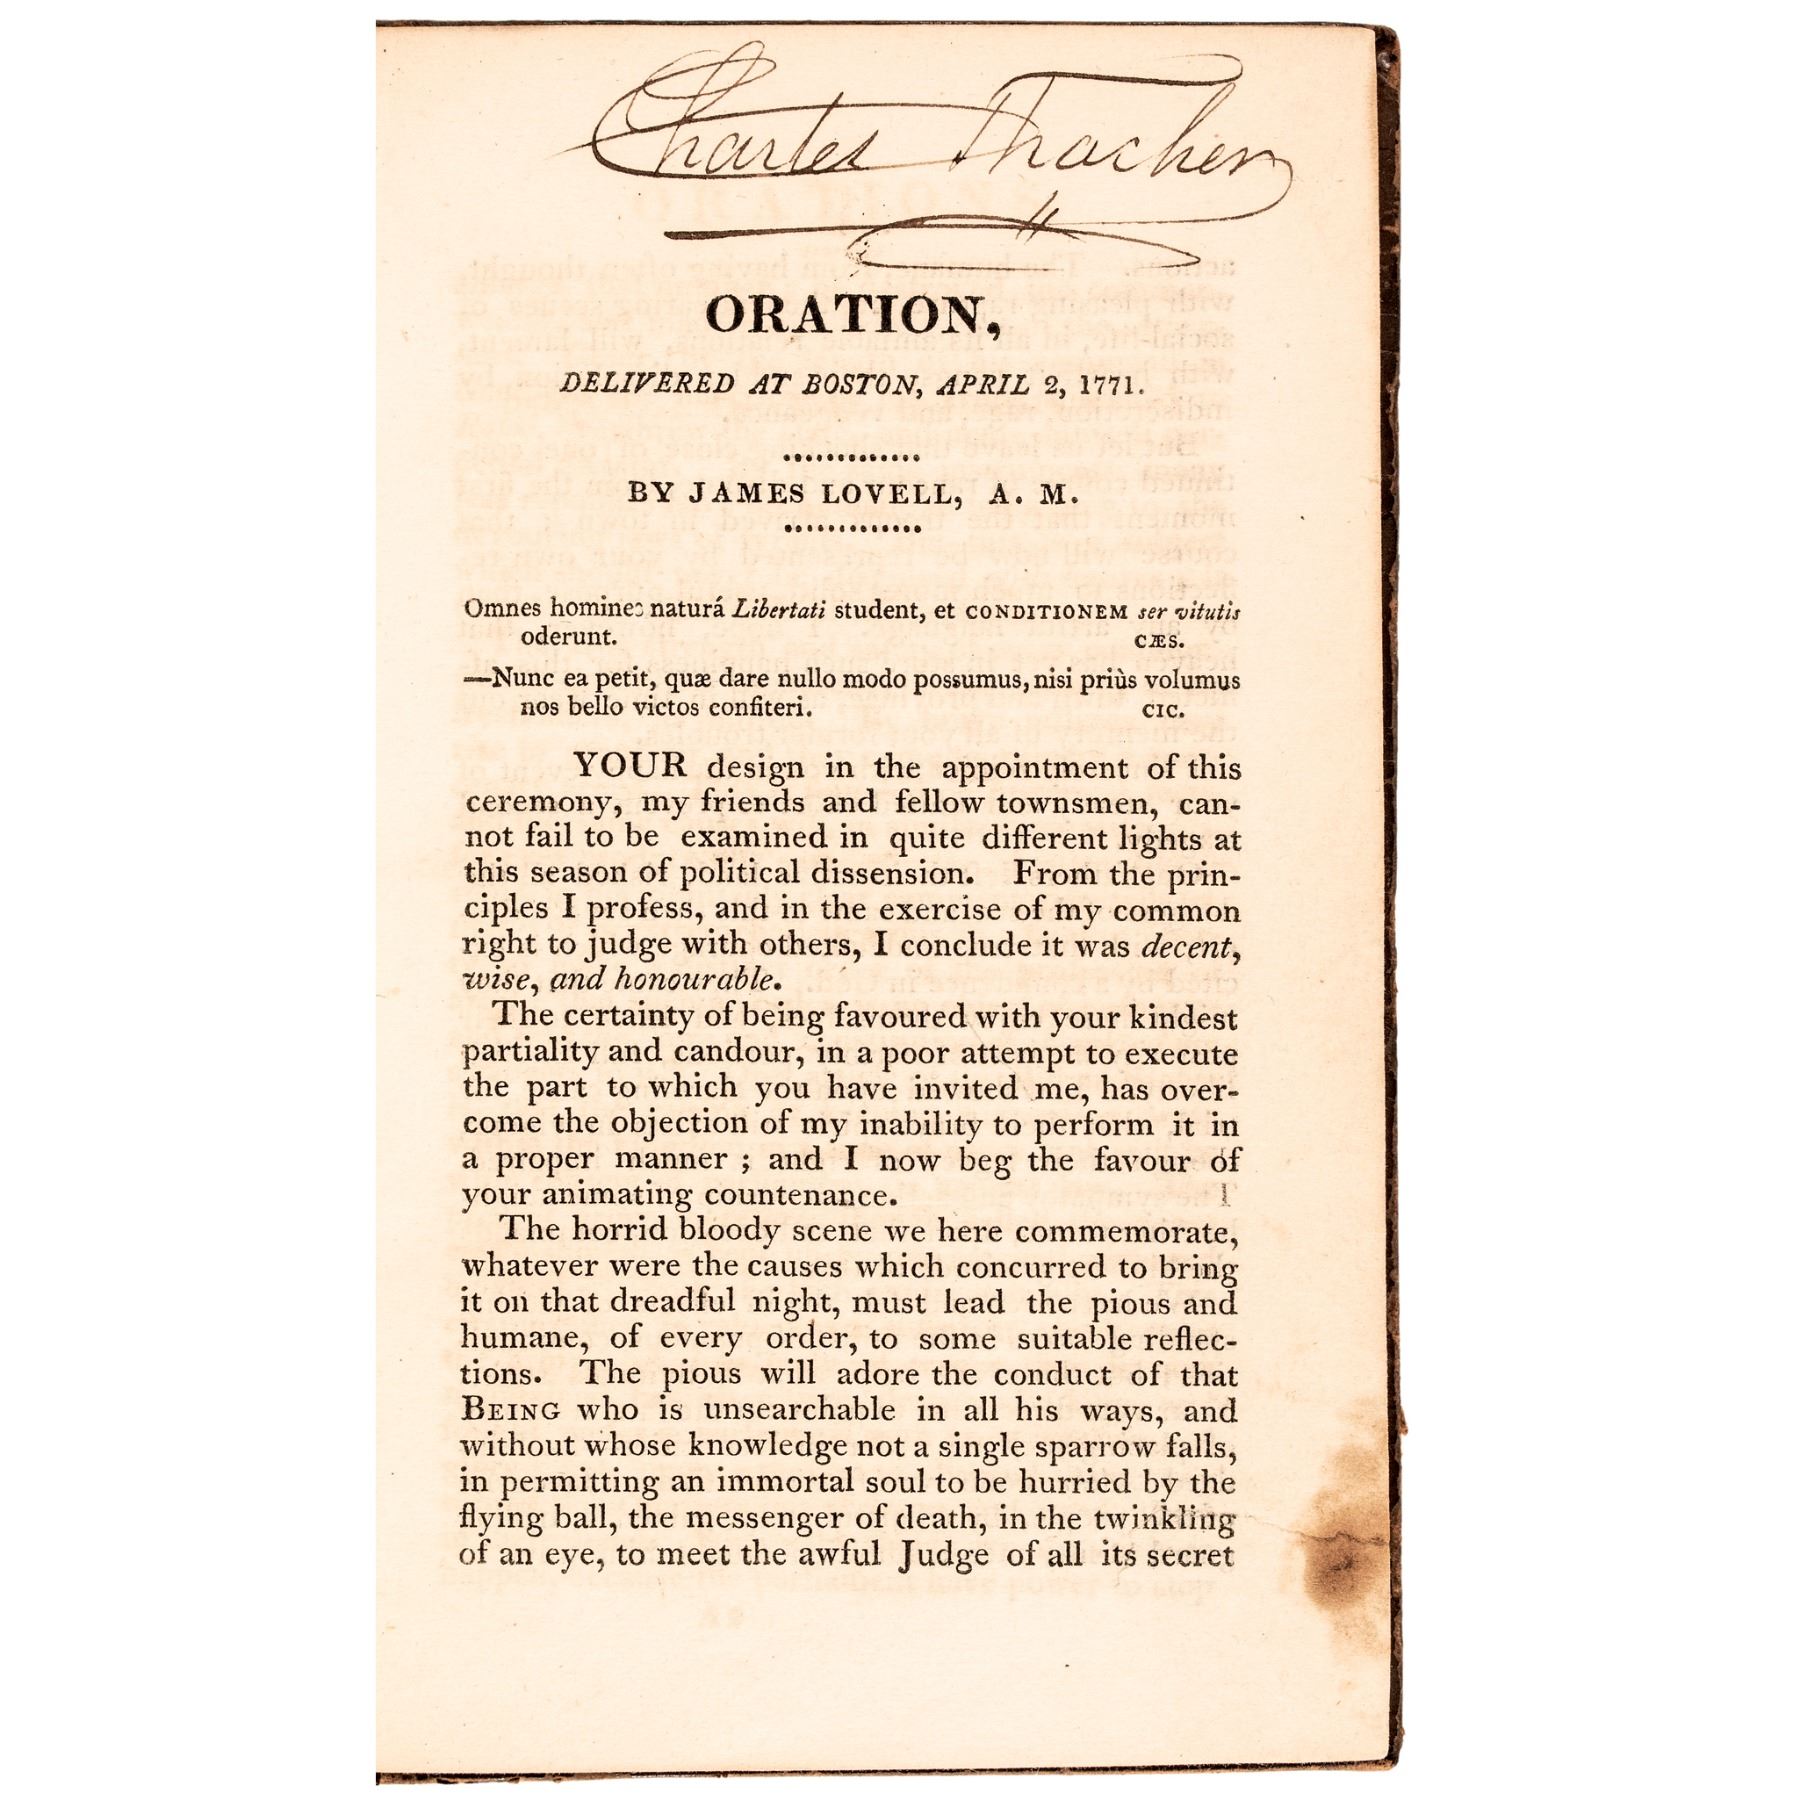 Charles Thacher
ORATION,
DELIVERED AT BOSTON, APRIL 2, 1771.
BY JAMES LOVELL, A. M.
Omnes homines naturá Libertati student, et CONDITIONEM ser vitutis
oderunt. CÆS.
—Nunc ea petit, quæ dare nullo modo possumus, nisi priùs volumus
nos bello victos confiteri. CIC.
YOUR design in the appointment of this
ceremony, my friends and fellow townsmen, can-
not fail to be examined in quite different lights at
this season of political dissension. From the prin-
ciples I profess, and in the exercise of my common
right to judge with others, I conclude it was decent,
wise, and honourable.
The certainty of being favoured with your kindest
partiality and candour, in a poor attempt to execute
the part to which you have invited me, has over-
come the objection of my inability to perform it in
a proper manner ; and I now beg the favour of
your animating countenance.
The horrid bloody scene we here commemorate,
whatever were the causes which concurred to bring
it on that dreadful night, must lead the pious and
humane, of every order, to some suitable reflec-
tions. The pious will adore the conduct of that
BEING who is unsearchable in all his ways, and
without whose knowledge not a single sparrow falls,
in permitting an immortal soul to be hurried by the
flying ball, the messenger of death, in the twinkling
of an eye, to meet the awful Judge of all its secret